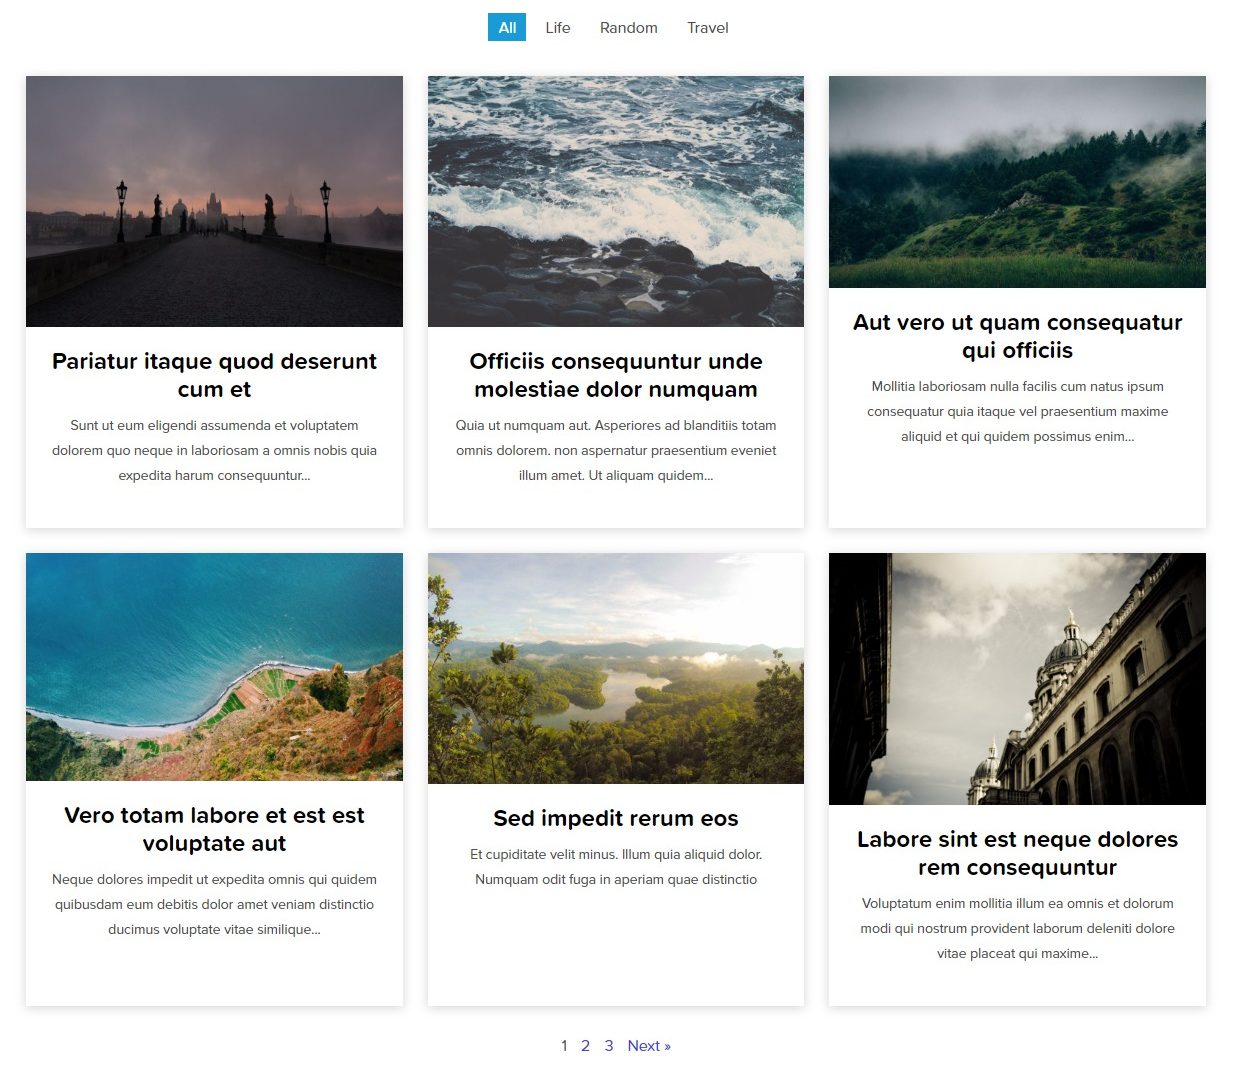 All Life Random Travel
Pariatur itaque quod deserunt
cum et
Sunt ut eum eligendi assumenda et voluptatem
dolorem quo neque in laboriosam a omnis nobis quia
expedita harum consequuntur...
Officiis consequuntur unde
molestiae dolor numquam
Quia ut numquam aut. Asperiores ad blanditiis totam
omnis dolorem. non aspernatur praesentium eveniet
illum amet. Ut aliquam quidem...
Aut vero ut quam consequatur
qui officiis
Mollitia laboriosam nulla facilis cum natus ipsum
consequatur quia itaque vel praesentium maxime
aliquid et qui quidem possimus enim...
Vero totam labore et est est
voluptate aut
Neque dolores impedit ut expedita omnis qui quidem
quibusdam eum debitis dolor amet veniam distinctio
ducimus voluptate vitae similique...
Sed impedit rerum eos
Et cupiditate velit minus. Illum quia aliquid dolor.
Numquam odit fuga in aperiam quae distinctio
Labore sint est neque dolores
rem consequuntur
Voluptatum enim mollitia illum ea omnis et dolorum
modi qui nostrum provident laborum deleniti dolore
vitae placeat qui maxime...
1 2 3 Next »